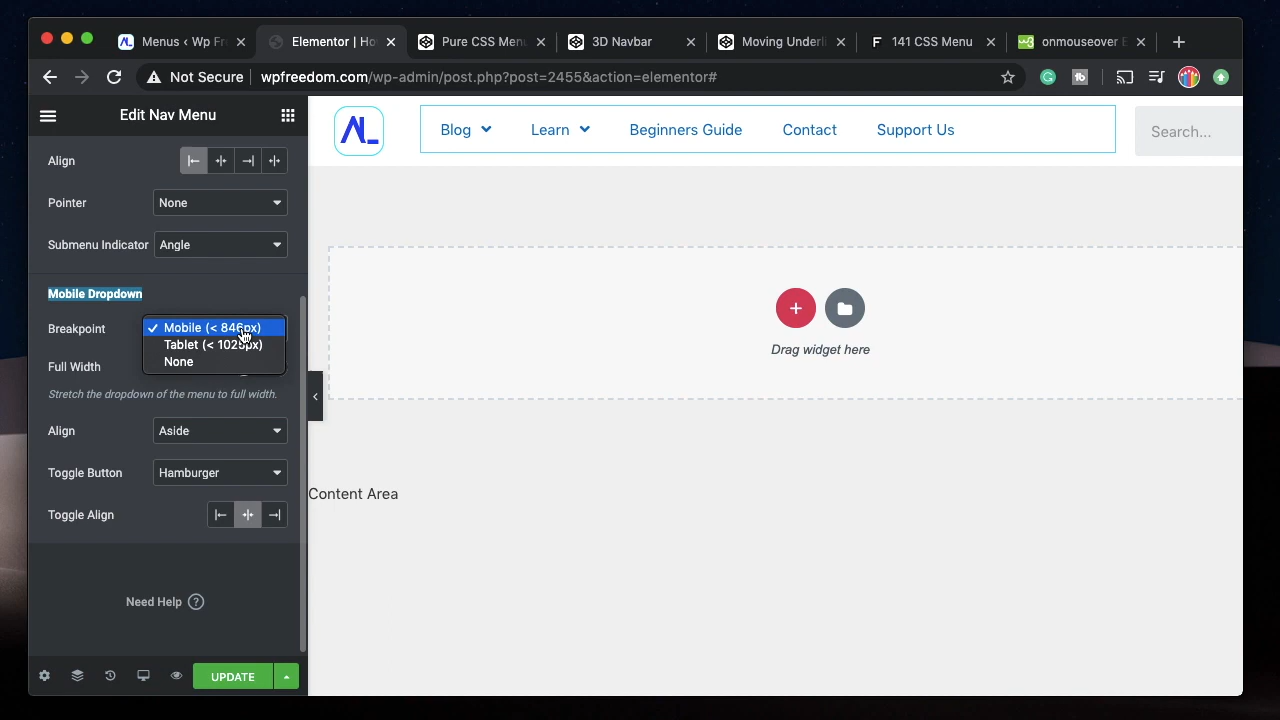 Menus ‹ Wp Fr
Elementor | Ho
Pure CSS Men
3D Navbar
Moving Underli
141 CSS Menu
onmouseover E
Not Secure
wpfreedom.com/wp-admin/post.php?post=2455&action=elementor#
Edit Nav Menu
AL
Blog
Learn
Beginners Guide
Contact
Support Us
Search...
Align
Pointer
None
Submenu Indicator
Angle
Mobile Dropdown
Breakpoint
Mobile (< 846px)
Tablet (< 1025px)
None
Full Width
Stretch the dropdown of the menu to full width.
Align
Aside
Toggle Button
Hamburger
Toggle Align
Need Help ?
UPDATE
Drag widget here
Content Area